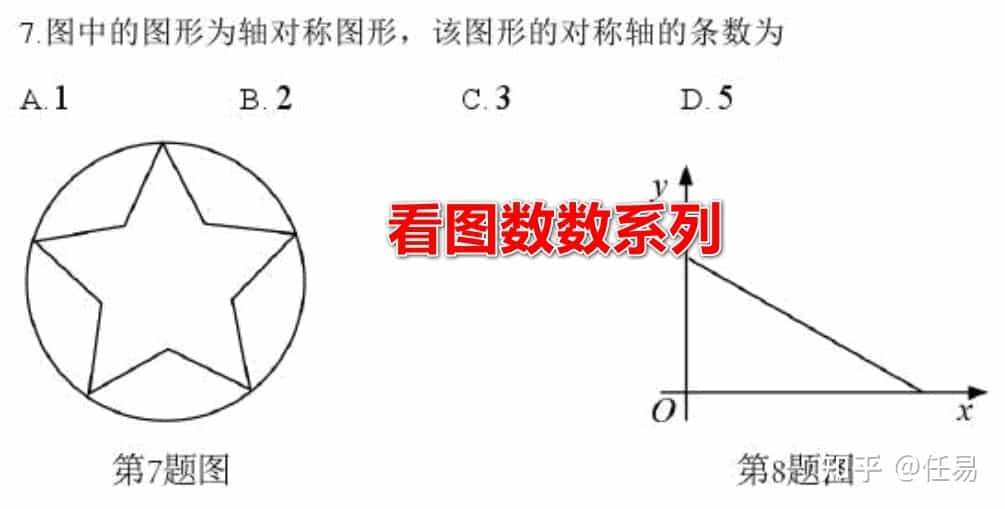 7.图中的图形为轴对称图形，该图形的对称轴的条数为
A.1 B.2 C.3 D.5
看图数数系列
y
O
x
第7题图
第8题图
知乎 @任易